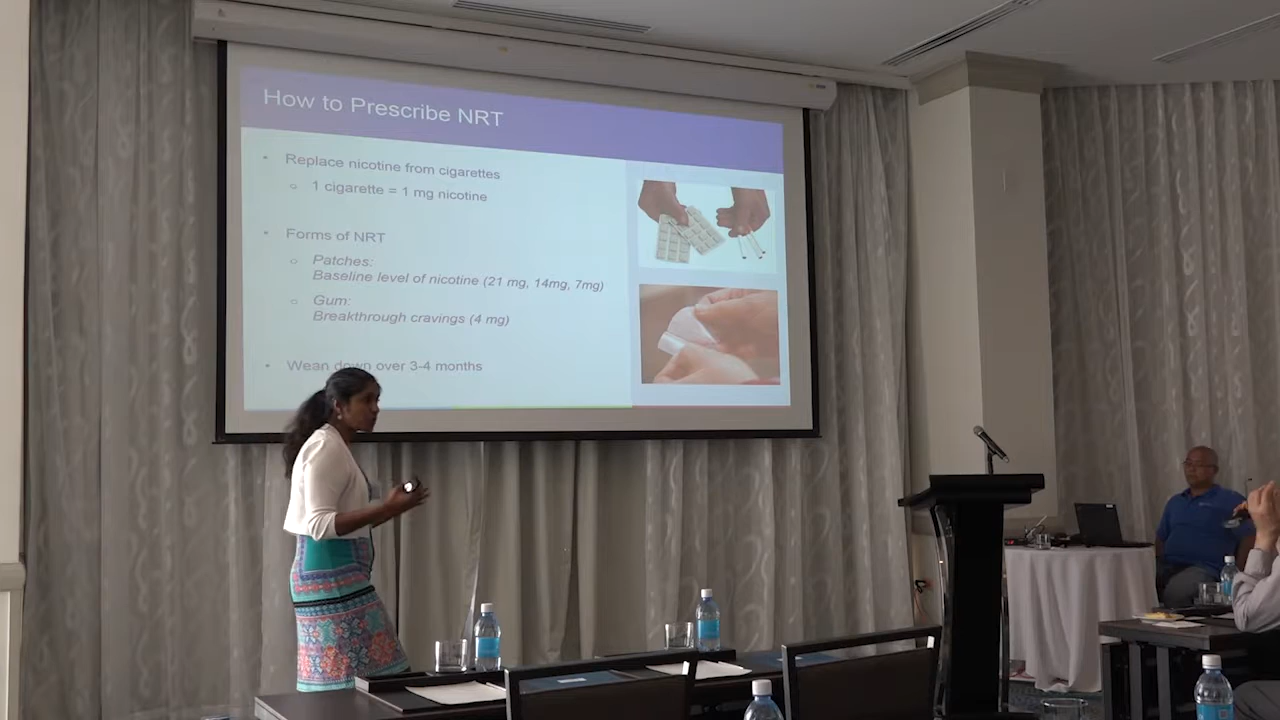 How to Prescribe NRT
• Replace nicotine from cigarettes
○ 1 cigarette = 1 mg nicotine
• Forms of NRT
○ Patches:
Baseline level of nicotine (21 mg, 14mg, 7mg)
○ Gum:
Breakthrough cravings (4 mg)
• Wean down over 3-4 months